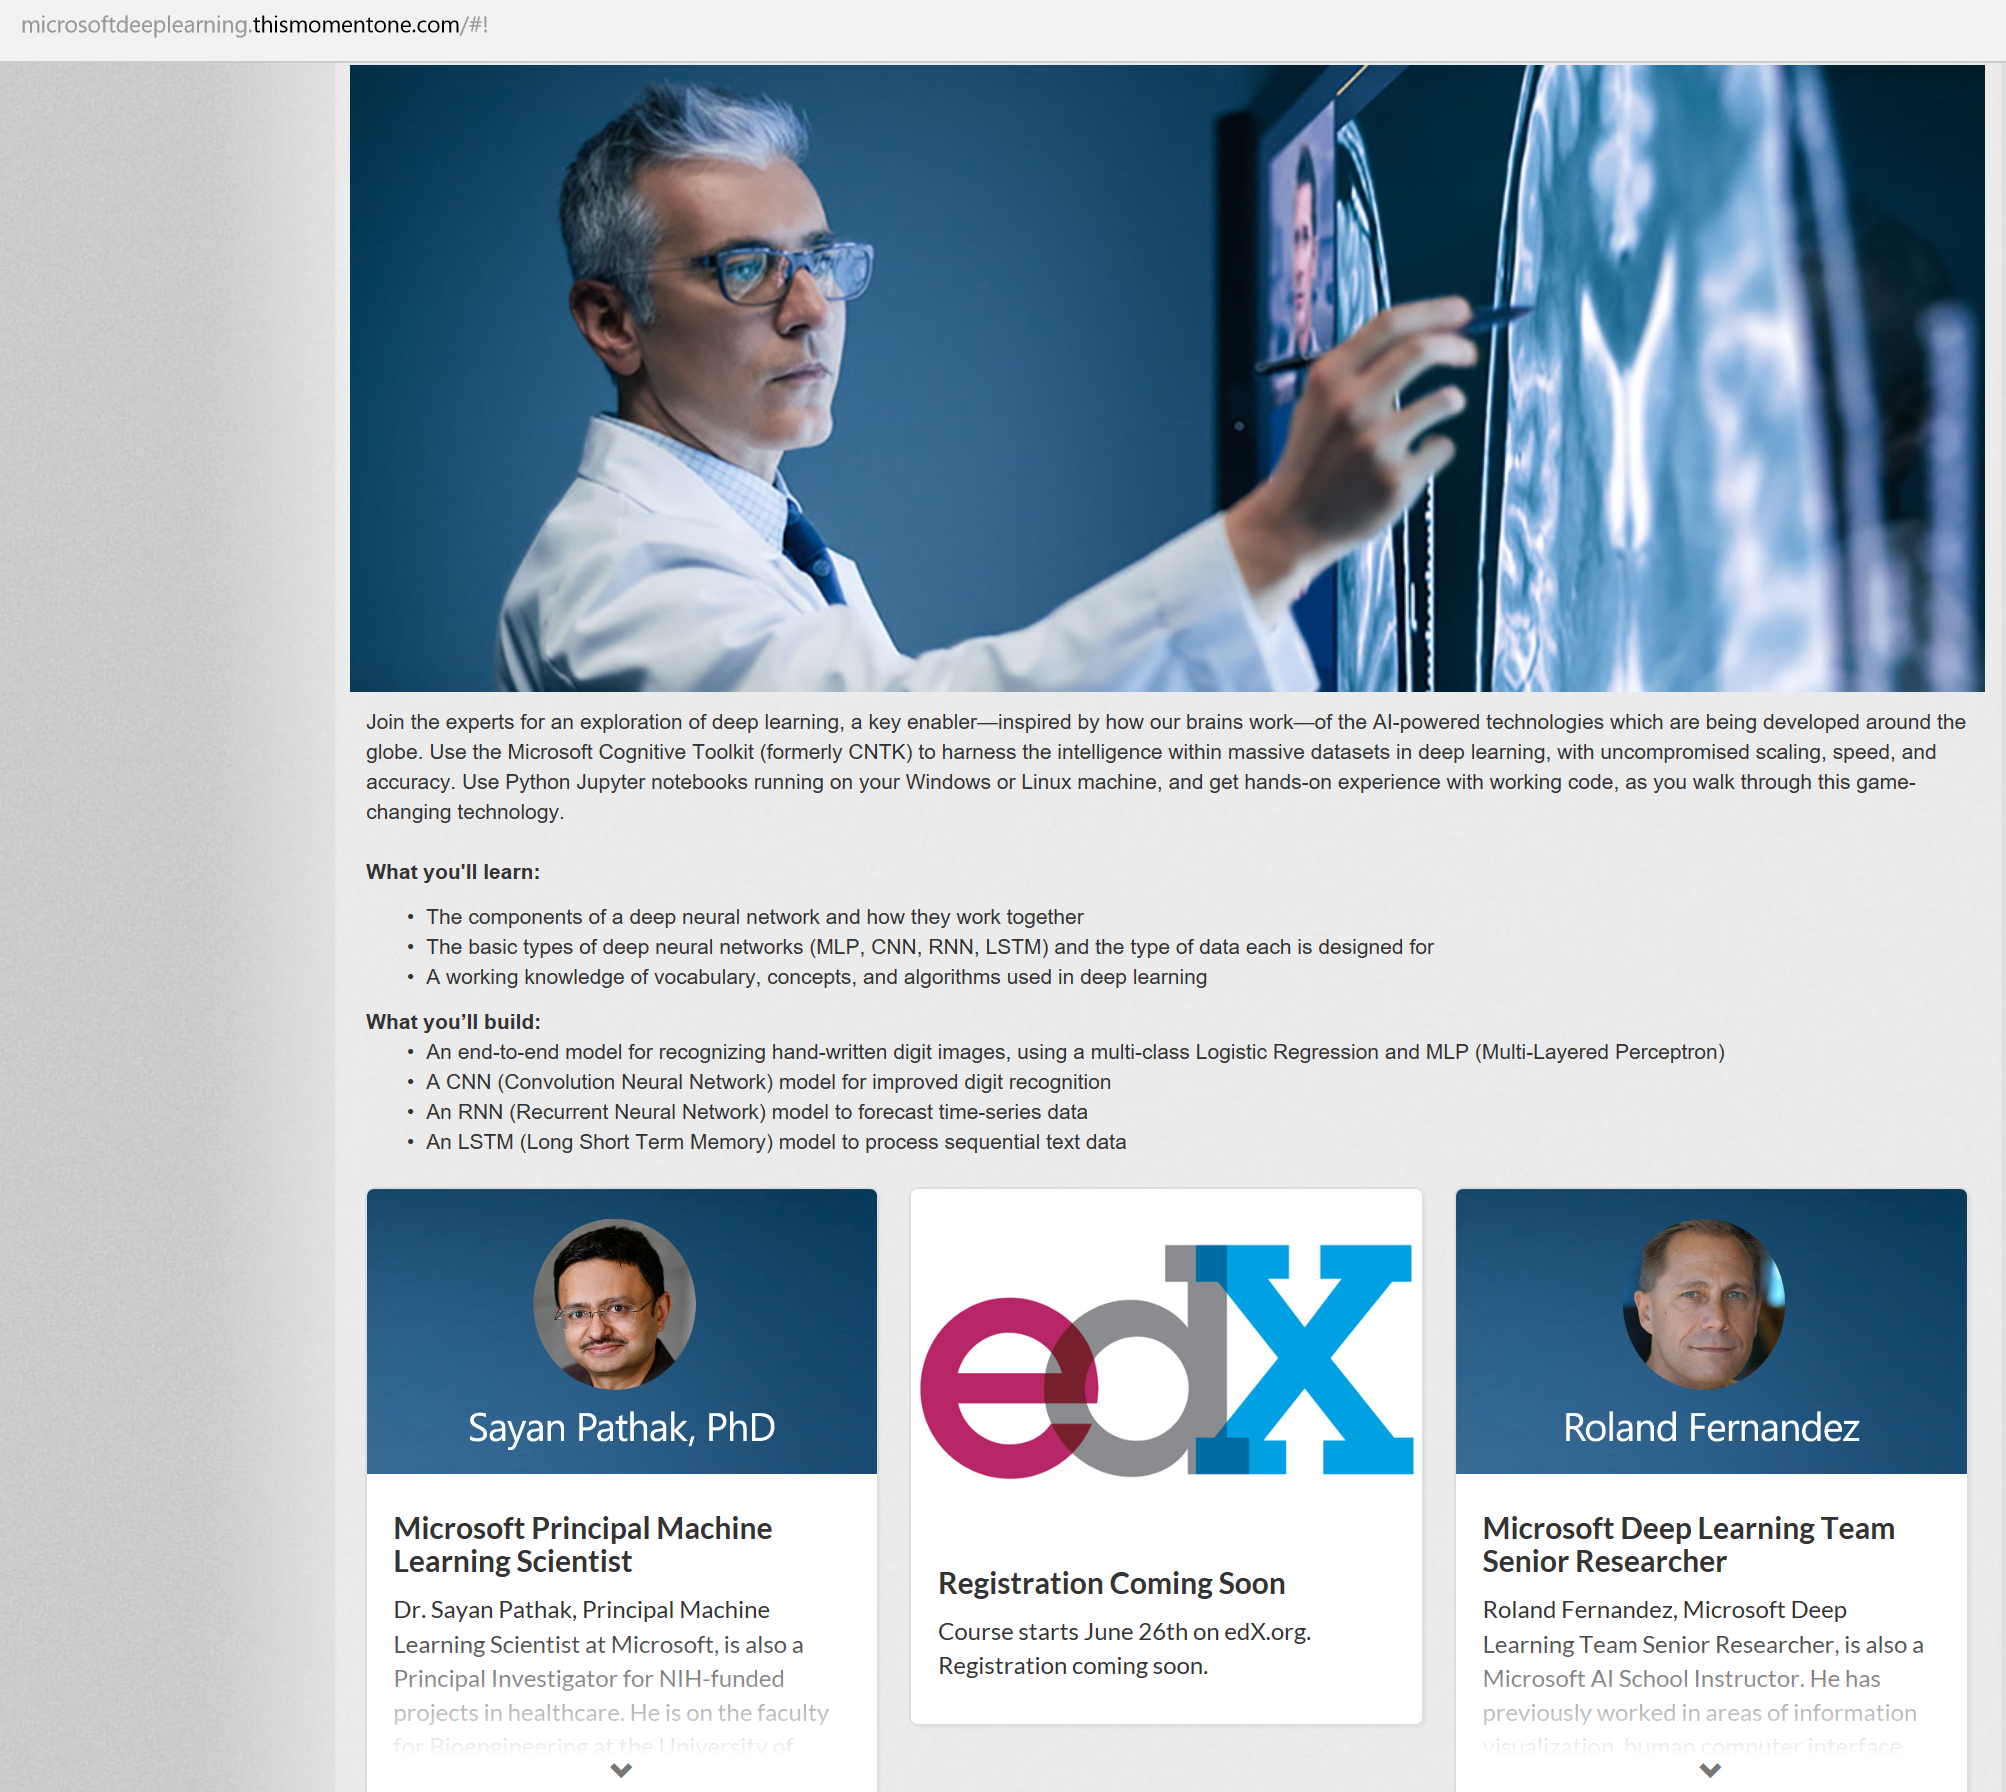 microsoftdeeplearning.thismomentone.com/#!
Join the experts for an exploration of deep learning, a key enabler—inspired by how our brains work—of the AI-powered technologies which are being developed around the
globe. Use the Microsoft Cognitive Toolkit (formerly CNTK) to harness the intelligence within massive datasets in deep learning, with uncompromised scaling, speed, and
accuracy. Use Python Jupyter notebooks running on your Windows or Linux machine, and get hands-on experience with working code, as you walk through this game-
changing technology.
What you'll learn:
• The components of a deep neural network and how they work together
• The basic types of deep neural networks (MLP, CNN, RNN, LSTM) and the type of data each is designed for
• A working knowledge of vocabulary, concepts, and algorithms used in deep learning
What you’ll build:
• An end-to-end model for recognizing hand-written digit images, using a multi-class Logistic Regression and MLP (Multi-Layered Perceptron)
• A CNN (Convolution Neural Network) model for improved digit recognition
• An RNN (Recurrent Neural Network) model to forecast time-series data
• An LSTM (Long Short Term Memory) model to process sequential text data
Sayan Pathak, PhD
Microsoft Principal Machine
Learning Scientist
Dr. Sayan Pathak, Principal Machine
Learning Scientist at Microsoft, is also a
Principal Investigator for NIH-funded
projects in healthcare. He is on the faculty
for Bioengineering at the University of
edX
Registration Coming Soon
Course starts June 26th on edX.org.
Registration coming soon.
Roland Fernandez
Microsoft Deep Learning Team
Senior Researcher
Roland Fernandez, Microsoft Deep
Learning Team Senior Researcher, is also a
Microsoft AI School Instructor. He has
previously worked in areas of information
visualization, human computer interface,